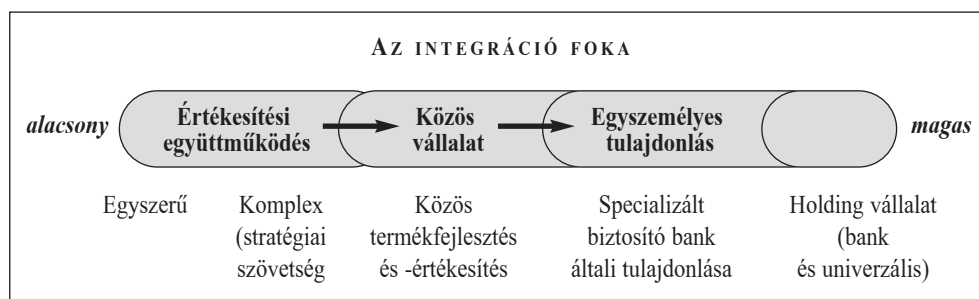 AZ INTEGRÁCIÓ FOKA
alacsony
Értékesítési
együttműködés
Közös
vállalat
Egyszemélyes
tulajdonlás
magas
Egyszerű
Komplex
(stratégiai
szövetség
Közös
termékfejlesztés
és -értékesítés
Specializált
biztosító bank
általi tulajdonlása
Holding vállalat
(bank
és univerzális)